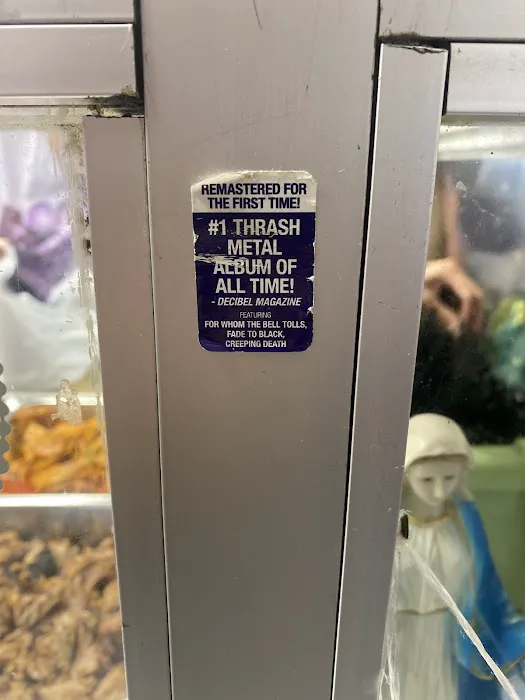 REMASTERED FOR
THE FIRST TIME!
#1 THRASH
METAL
ALBUM OF
ALL TIME!
- DECIBEL MAGAZINE
FEATURING
FOR WHOM THE BELL TOLLS,
FADE TO BLACK,
CREEPING DEATH